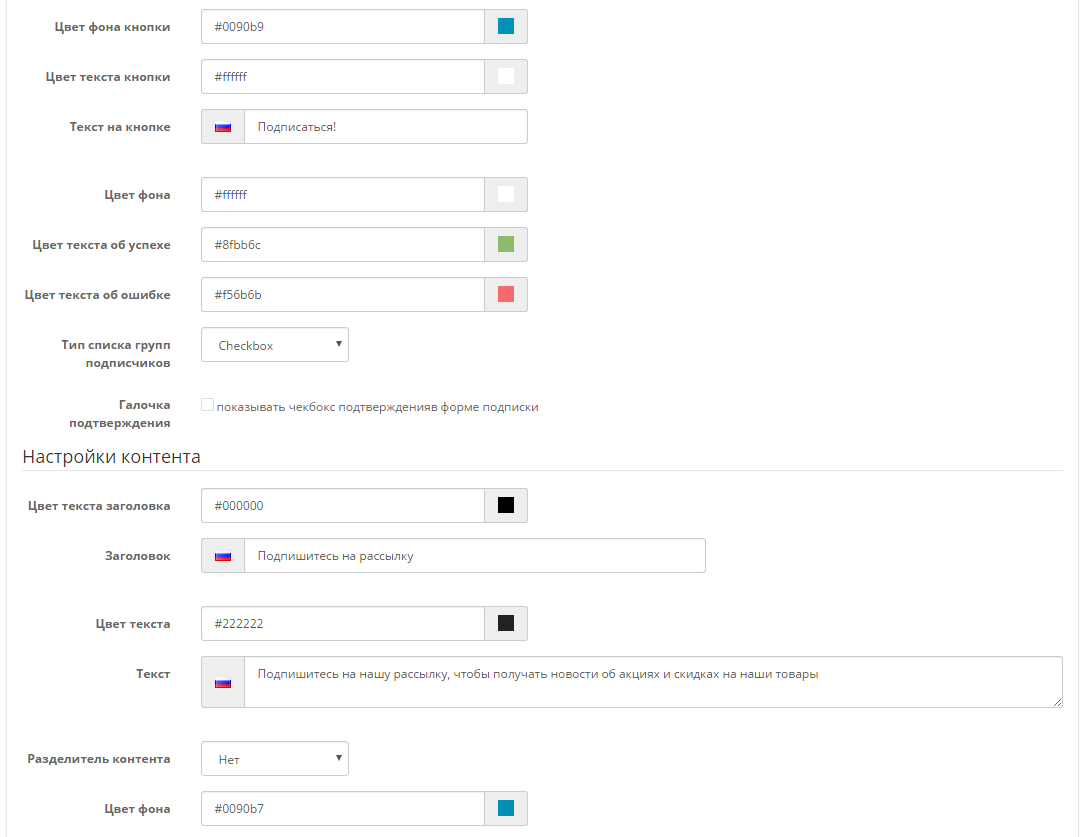 Цвет фона кнопки #0090b9
Цвет текста кнопки #ffffff
Текст на кнопке Подписаться!
Цвет фона #ffffff
Цвет текста об успехе #8fbb6c
Цвет текста об ошибке #f56b6b
Тип списка групп
подписчиков
Checkbox
Галочка
подтверждения
показывать чекбокс подтвержденияв форме подписки
Настройки контента
Цвет текста заголовка #000000
Заголовок Подпишитесь на рассылку
Цвет текста #222222
Текст Подпишитесь на нашу рассылку, чтобы получать новости об акциях и скидках на наши товары
Разделитель контента Нет
Цвет фона #0090b7